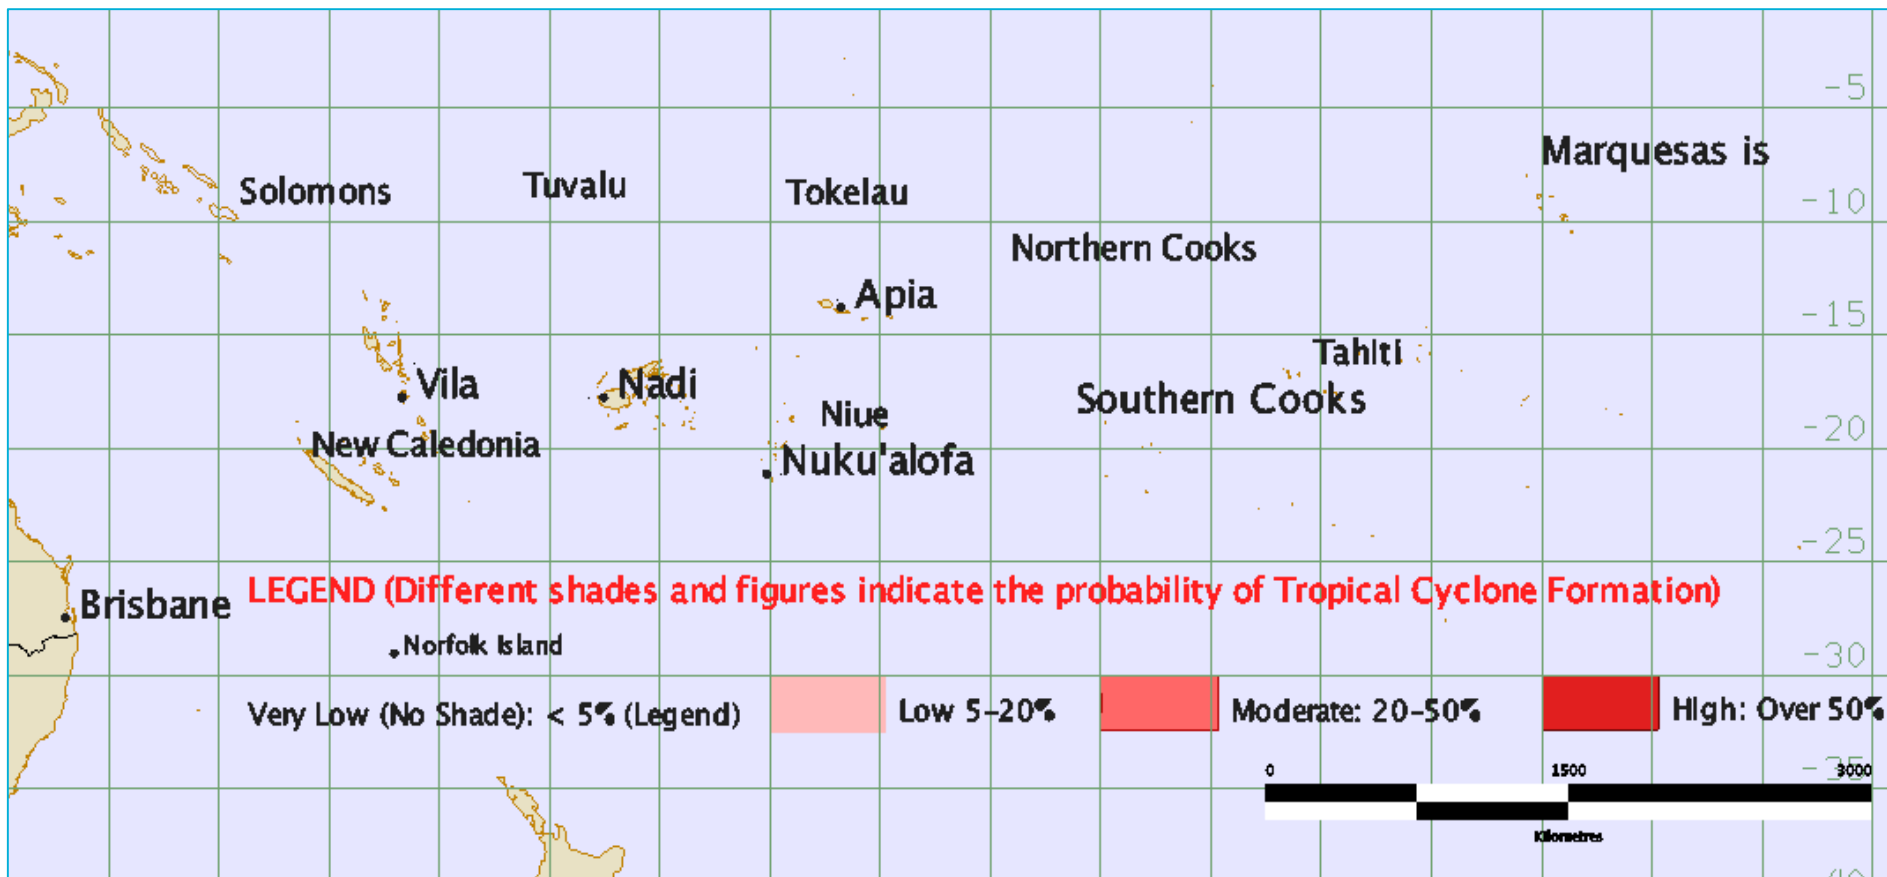 -5
Marquesas is
Solomons
Tuvalu
Tokelau
-10
Northern Cooks
Apia
-15
Tahiti
Vila
Nadi
Southern Cooks
Niue
New Caledonia
-20
Nuku'alofa
-25
LEGEND (Different shades and figures indicate the probability of Tropical Cyclone Formation)
Brisbane
Norfolk Island
-30
Very Low (No Shade): < 5% (Legend)
Low 5-20%
Moderate: 20-50%
High: Over 50%
0 1500 3000
-35
Kilometres